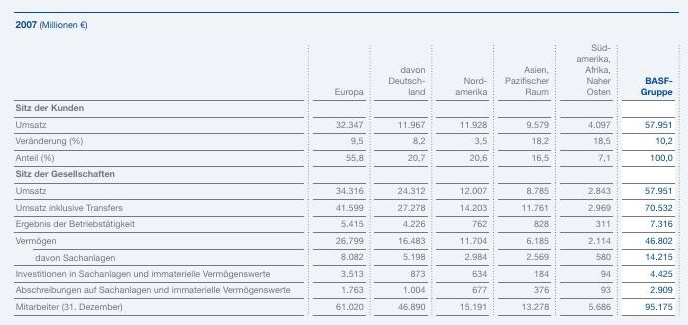 2007 (Millionen €)
Europa davon Deutsch-land Nord-amerika Asien, Pazifischer Raum Süd-amerika, Afrika, Naher Osten BASF-Gruppe
Sitz der Kunden
Umsatz 32.347 11.967 11.928 9.579 4.097 57.951
Veränderung (%) 9,5 8,2 3,5 18,2 18,5 10,2
Anteil (%) 55,8 20,7 20,6 16,5 7,1 100,0
Sitz der Gesellschaften
Umsatz 34.316 24.312 12.007 8.785 2.843 57.951
Umsatz inklusive Transfers 41.599 27.278 14.203 11.761 2.969 70.532
Ergebnis der Betriebstätigkeit 5.415 4.226 762 828 311 7.316
Vermögen 26.799 16.483 11.704 6.185 2.114 46.802
davon Sachanlagen 8.082 5.198 2.984 2.569 580 14.215
Investitionen in Sachanlagen und immaterielle Vermögenswerte 3.513 873 634 184 94 4.425
Abschreibungen auf Sachanlagen und immaterielle Vermögenswerte 1.763 1.004 677 376 93 2.909
Mitarbeiter (31. Dezember) 61.020 46.890 15.191 13.278 5.686 95.175